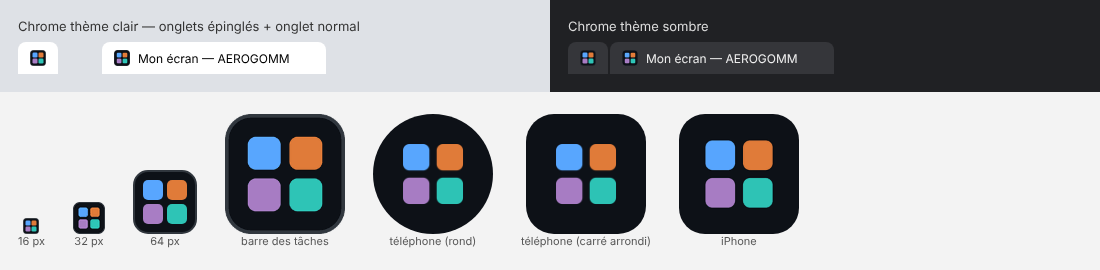 Chrome thème clair — onglets épinglés + onglet normal
Mon écran — AEROGOMM
Chrome thème sombre
Mon écran — AEROGOMM
16 px
32 px
64 px
barre des tâches
téléphone (rond)
téléphone (carré arrondi)
iPhone